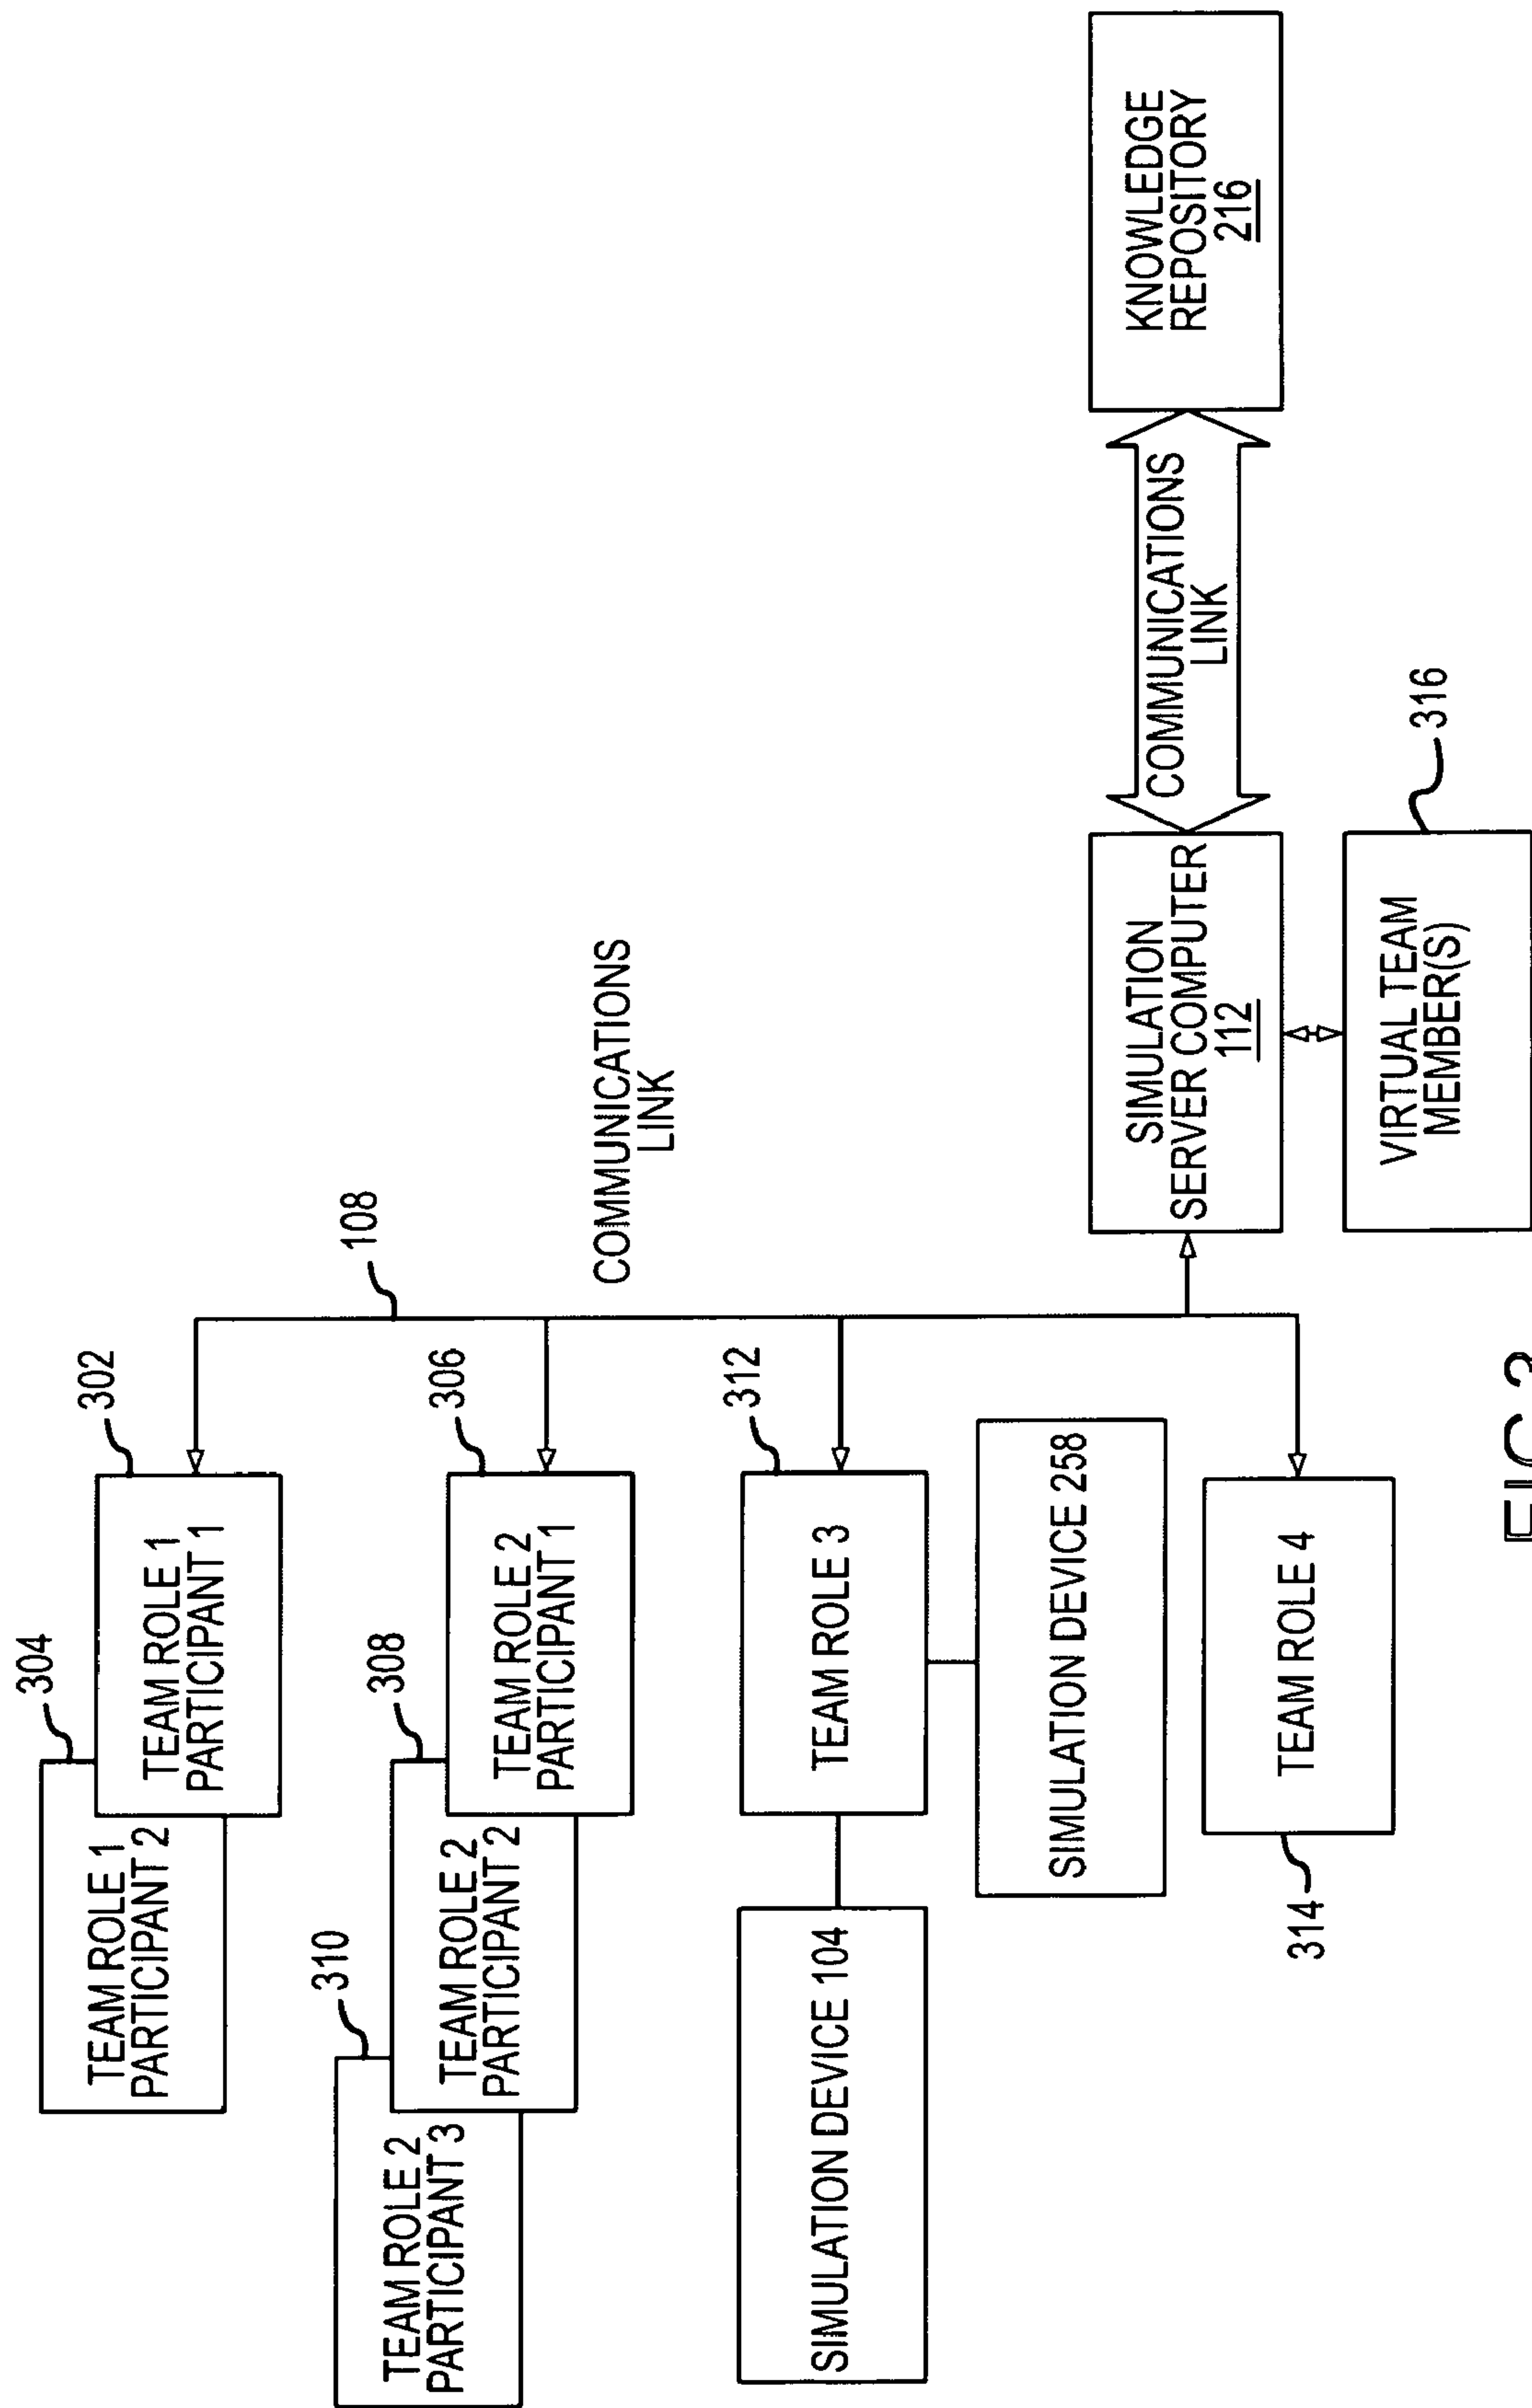 304
302
TEAM ROLE 1
PARTICIPANT 2
TEAM ROLE 1
PARTICIPANT 1
108
310
308
306
TEAM ROLE 2
PARTICIPANT 3
TEAM ROLE 2
PARTICIPANT 2
TEAM ROLE 2
PARTICIPANT 1
COMMUNICATIONS
LINK
312
SIMULATION DEVICE 104
TEAM ROLE 3
SIMULATION DEVICE 258
SIMULATION
SERVER COMPUTER
112
COMMUNICATIONS
LINK
KNOWLEDGE
REPOSITORY
216
314
TEAM ROLE 4
VIRTUAL TEAM
MEMBER(S)
316